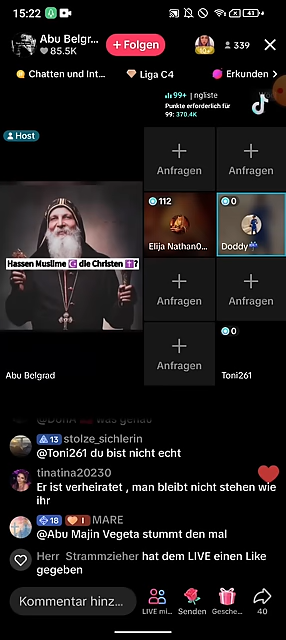 15:22
Abu Belgr...
85.5K
+ Folgen
339
Chatten und Int...
Liga C4
Erkunden
99+ | ngliste
Punkte erforderlich für
99: 370.4K
Host
Anfragen
Anfragen
112
Elija Nathan0...
0
Doddy
Hassen Muslime die Christen ?
Anfragen
Anfragen
Anfragen
0
Toni261
Abu Belgrad
was genau
13 stolze_sichlerin
@Toni261 du bist nicht echt
tinatina20230
Er ist verheiratet , man bleibt nicht stehen wie
ihr
18 I MARE
@Abu Majin Vegeta stummt den mal
Herr Strammzieher hat dem LIVE einen Like
gegeben
Kommentar hinz...
LIVE mi...
Senden
Gesche...
40